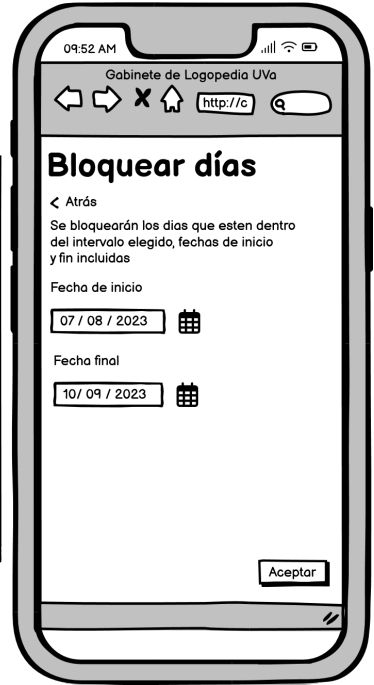 09:52 AM
Gabinete de Logopedia UVa
http://c
Bloquear días
Atrás
Se bloquearán los dias que esten dentro
del intervalo elegido, fechas de inicio
y fin incluidas
Fecha de inicio
07 / 08 / 2023
Fecha final
10/ 09 / 2023
Aceptar